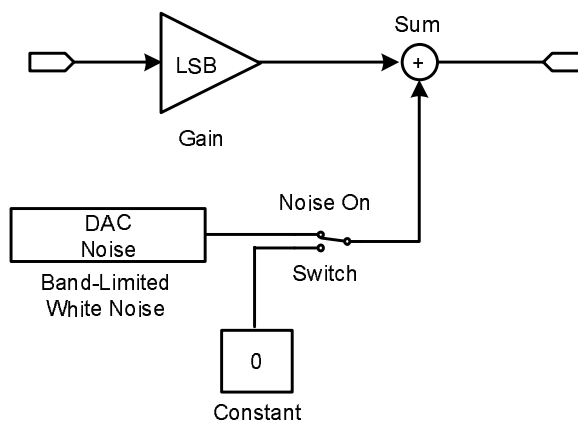 Sum
LSB
+
Gain
Noise On
DAC
Noise
Switch
Band-Limited
White Noise
0
Constant